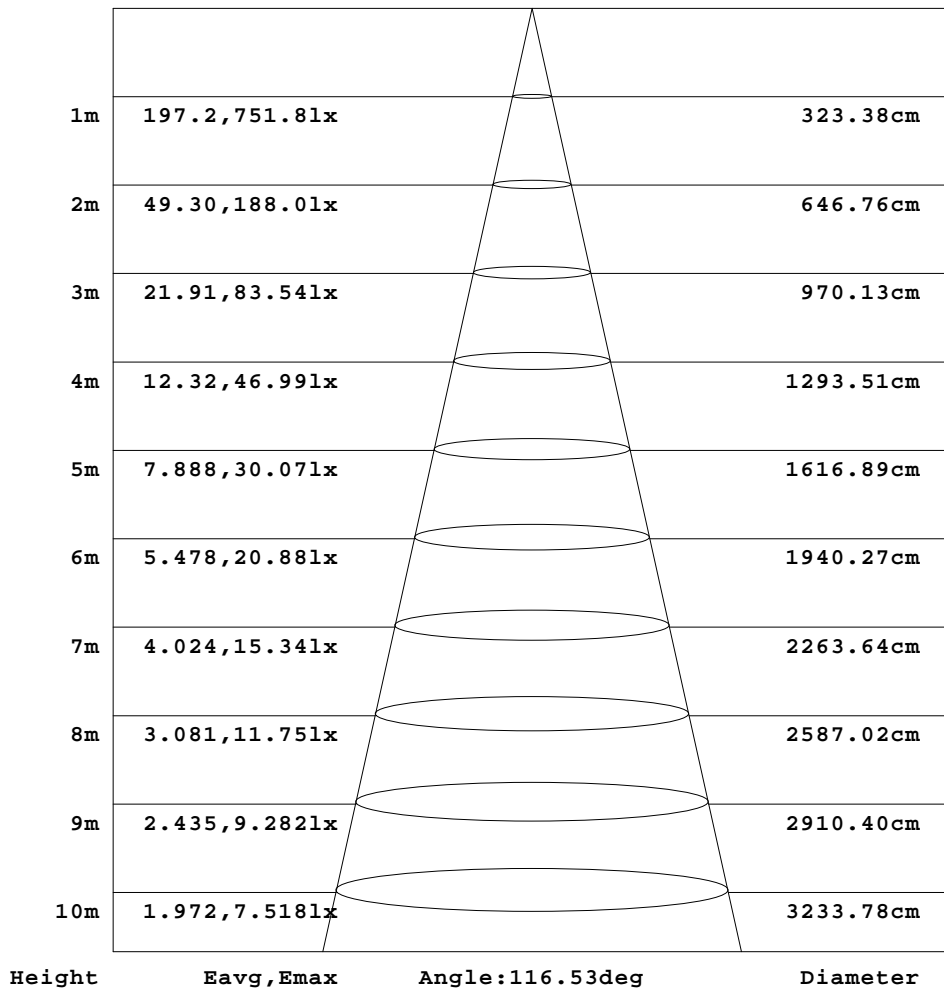 1m 197.2,751.8lx 323.38cm
2m 49.30,188.0lx 646.76cm
3m 21.91,83.54lx 970.13cm
4m 12.32,46.99lx 1293.51cm
5m 7.888,30.07lx 1616.89cm
6m 5.478,20.88lx 1940.27cm
7m 4.024,15.34lx 2263.64cm
8m 3.081,11.75lx 2587.02cm
9m 2.435,9.282lx 2910.40cm
10m 1.972,7.518lx 3233.78cm
Height Eavg,Emax Angle:116.53deg Diameter